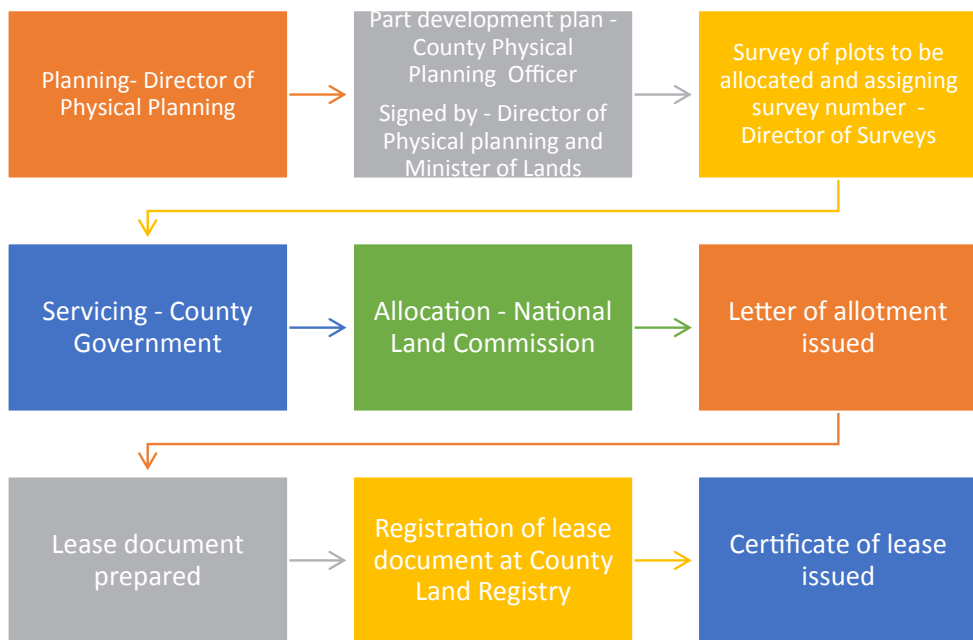 Planning- Director of
Physical Planning
Part development plan -
County Physical
Planning Officer
Signed by - Director of
Physical planning and
Minister of Lands
Survey of plots to be
allocated and assigning
survey number -
Director of Surveys
Servicing - County
Government
Allocation - National
Land Commission
Letter of allotment
issued
Lease document
prepared
Registration of lease
document at County
Land Registry
Certificate of lease
issued